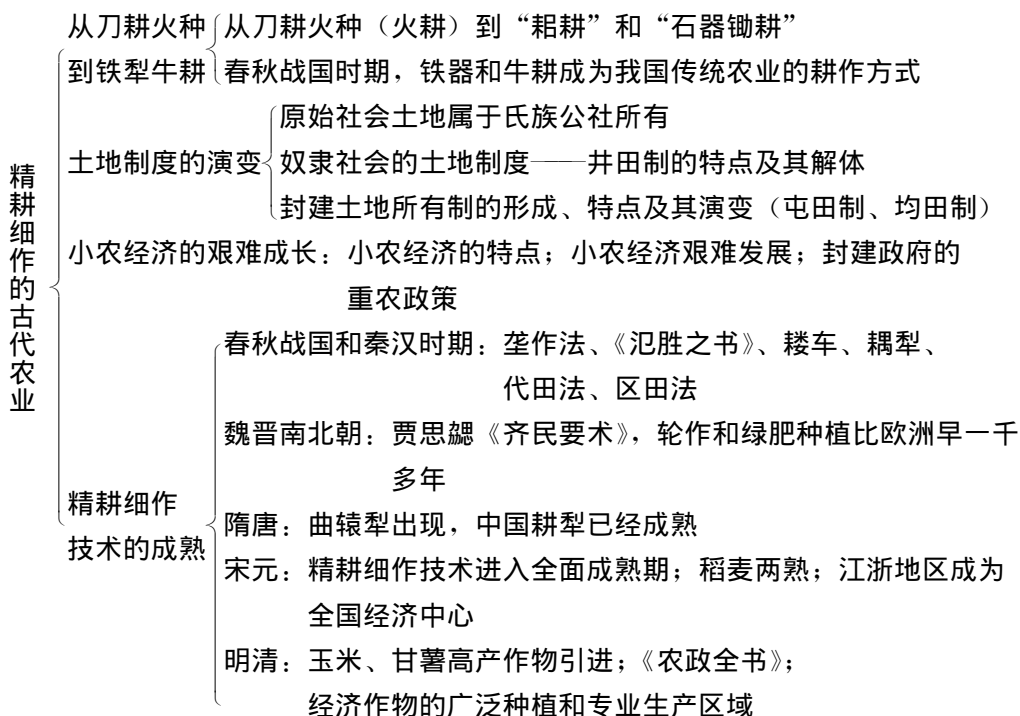 精耕细作的古代农业
从刀耕火种
到铁犁牛耕
从刀耕火种（火耕）到“耜耕”和“石器锄耕”
春秋战国时期，铁器和牛耕成为我国传统农业的耕作方式
土地制度的演变
原始社会土地属于氏族公社所有
奴隶社会的土地制度——井田制的特点及其解体
封建土地所有制的形成、特点及其演变（屯田制、均田制）
小农经济的艰难成长：小农经济的特点；小农经济艰难发展；封建政府的
重农政策
精耕细作
技术的成熟
春秋战国和秦汉时期：垄作法、《氾胜之书》、耧车、耦犁、
代田法、区田法
魏晋南北朝：贾思勰《齐民要术》，轮作和绿肥种植比欧洲早一千
多年
隋唐：曲辕犁出现，中国耕犁已经成熟
宋元：精耕细作技术进入全面成熟期；稻麦两熟；江浙地区成为
全国经济中心
明清：玉米、甘薯高产作物引进；《农政全书》；
经济作物的广泛种植和专业生产区域